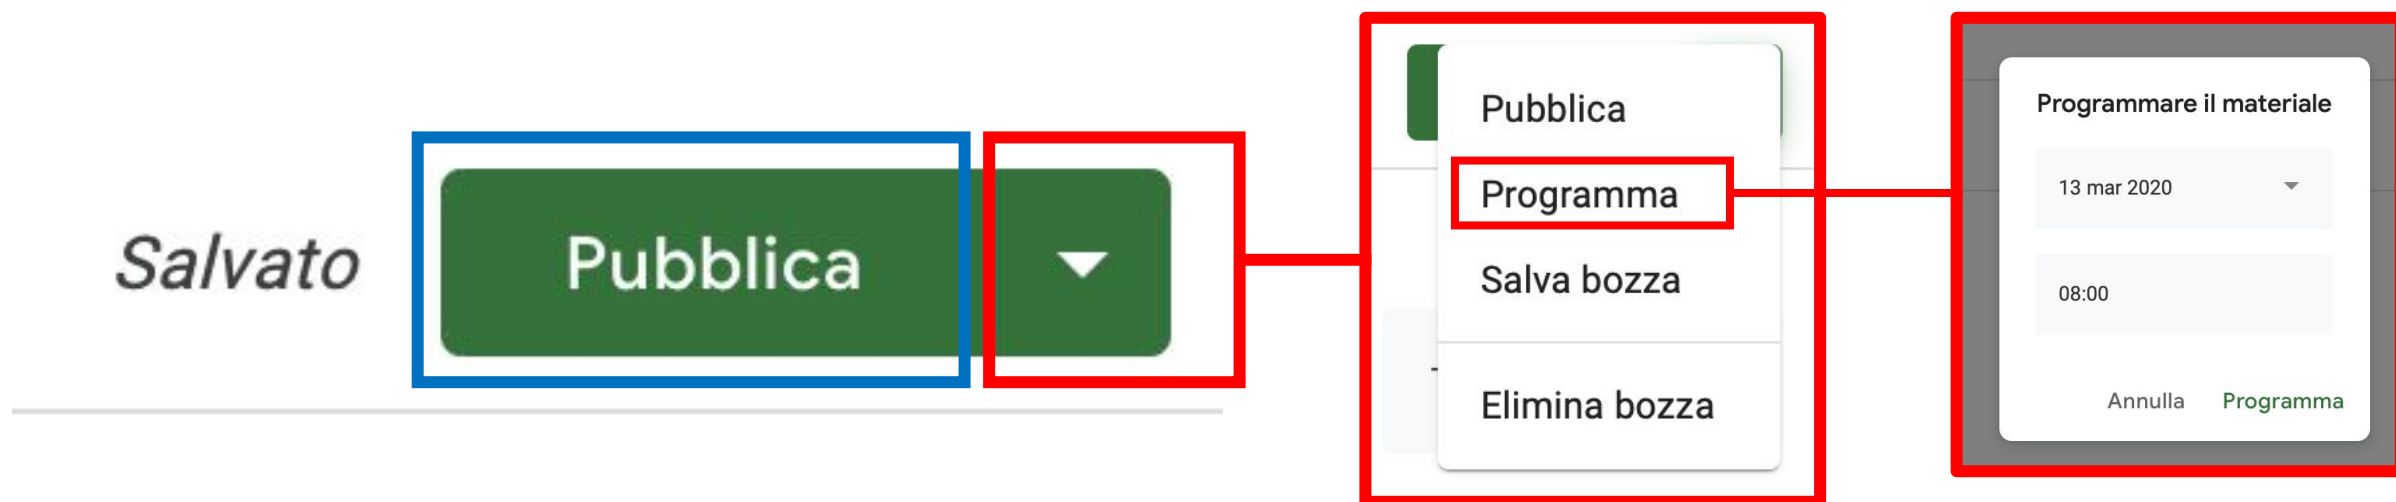 Salvato
Pubblica
Pubblica
Programma
Salva bozza
Elimina bozza
Programmare il materiale
13 mar 2020
08:00
Annulla Programma